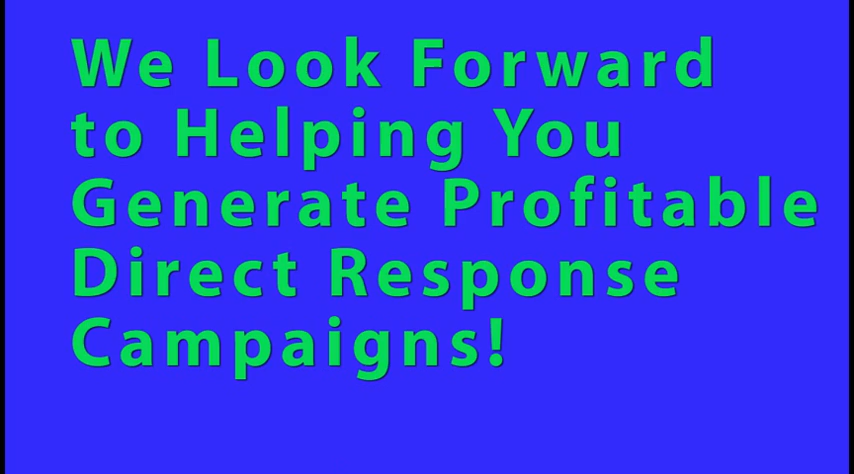 We Look Forward
to Helping You
Generate Profitable
Direct Response
Campaigns!